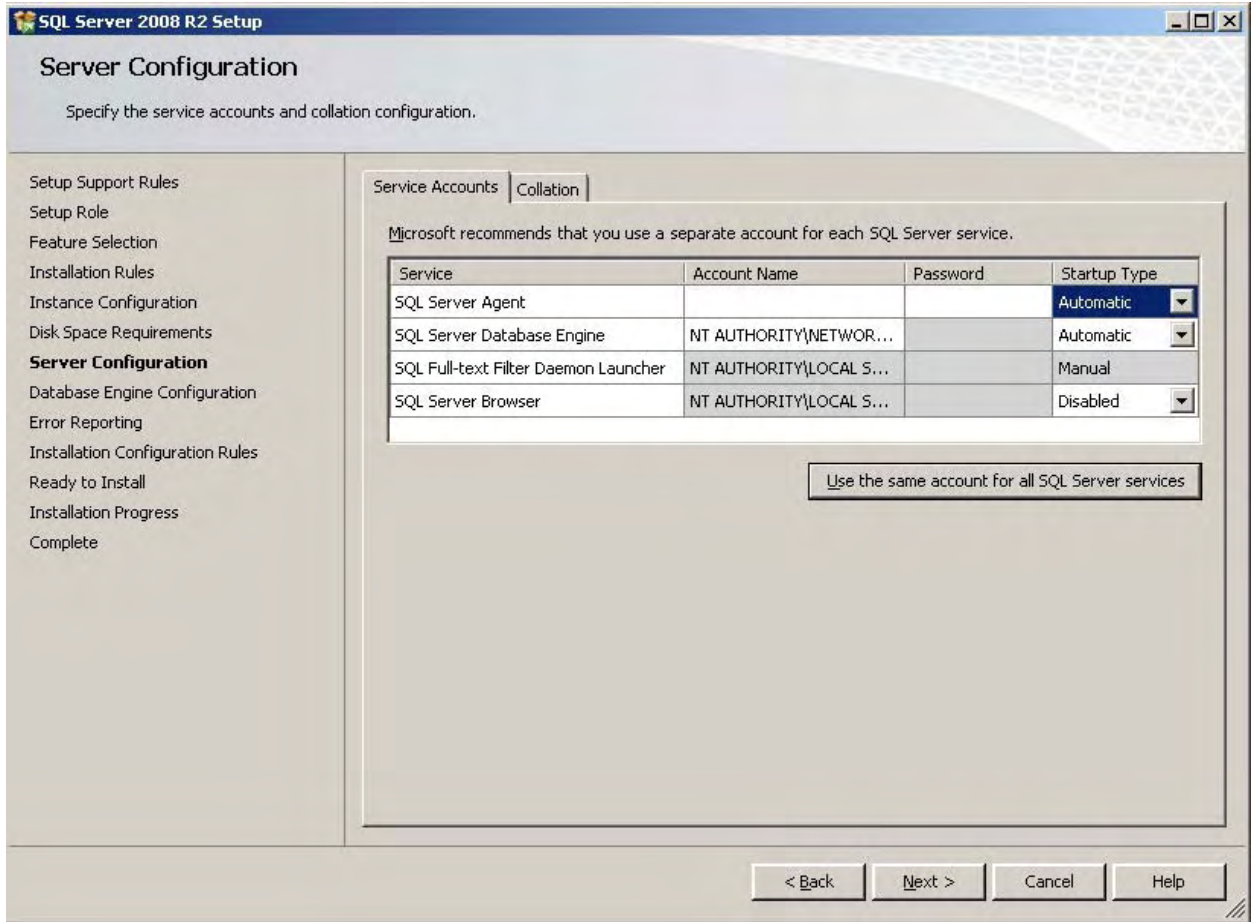 SQL Server 2008 R2 Setup
Server Configuration
Specify the service accounts and collation configuration.
Setup Support Rules
Setup Role
Feature Selection
Installation Rules
Instance Configuration
Disk Space Requirements
Server Configuration
Database Engine Configuration
Error Reporting
Installation Configuration Rules
Ready to Install
Installation Progress
Complete
Service Accounts Collation
Microsoft recommends that you use a separate account for each SQL Server service.
Service Account Name Password Startup Type
SQL Server Agent Automatic
SQL Server Database Engine NT AUTHORITY\NETWOR... Automatic
SQL Full-text Filter Daemon Launcher NT AUTHORITY\LOCAL S... Manual
SQL Server Browser NT AUTHORITY\LOCAL S... Disabled
Use the same account for all SQL Server services
< Back Next > Cancel Help